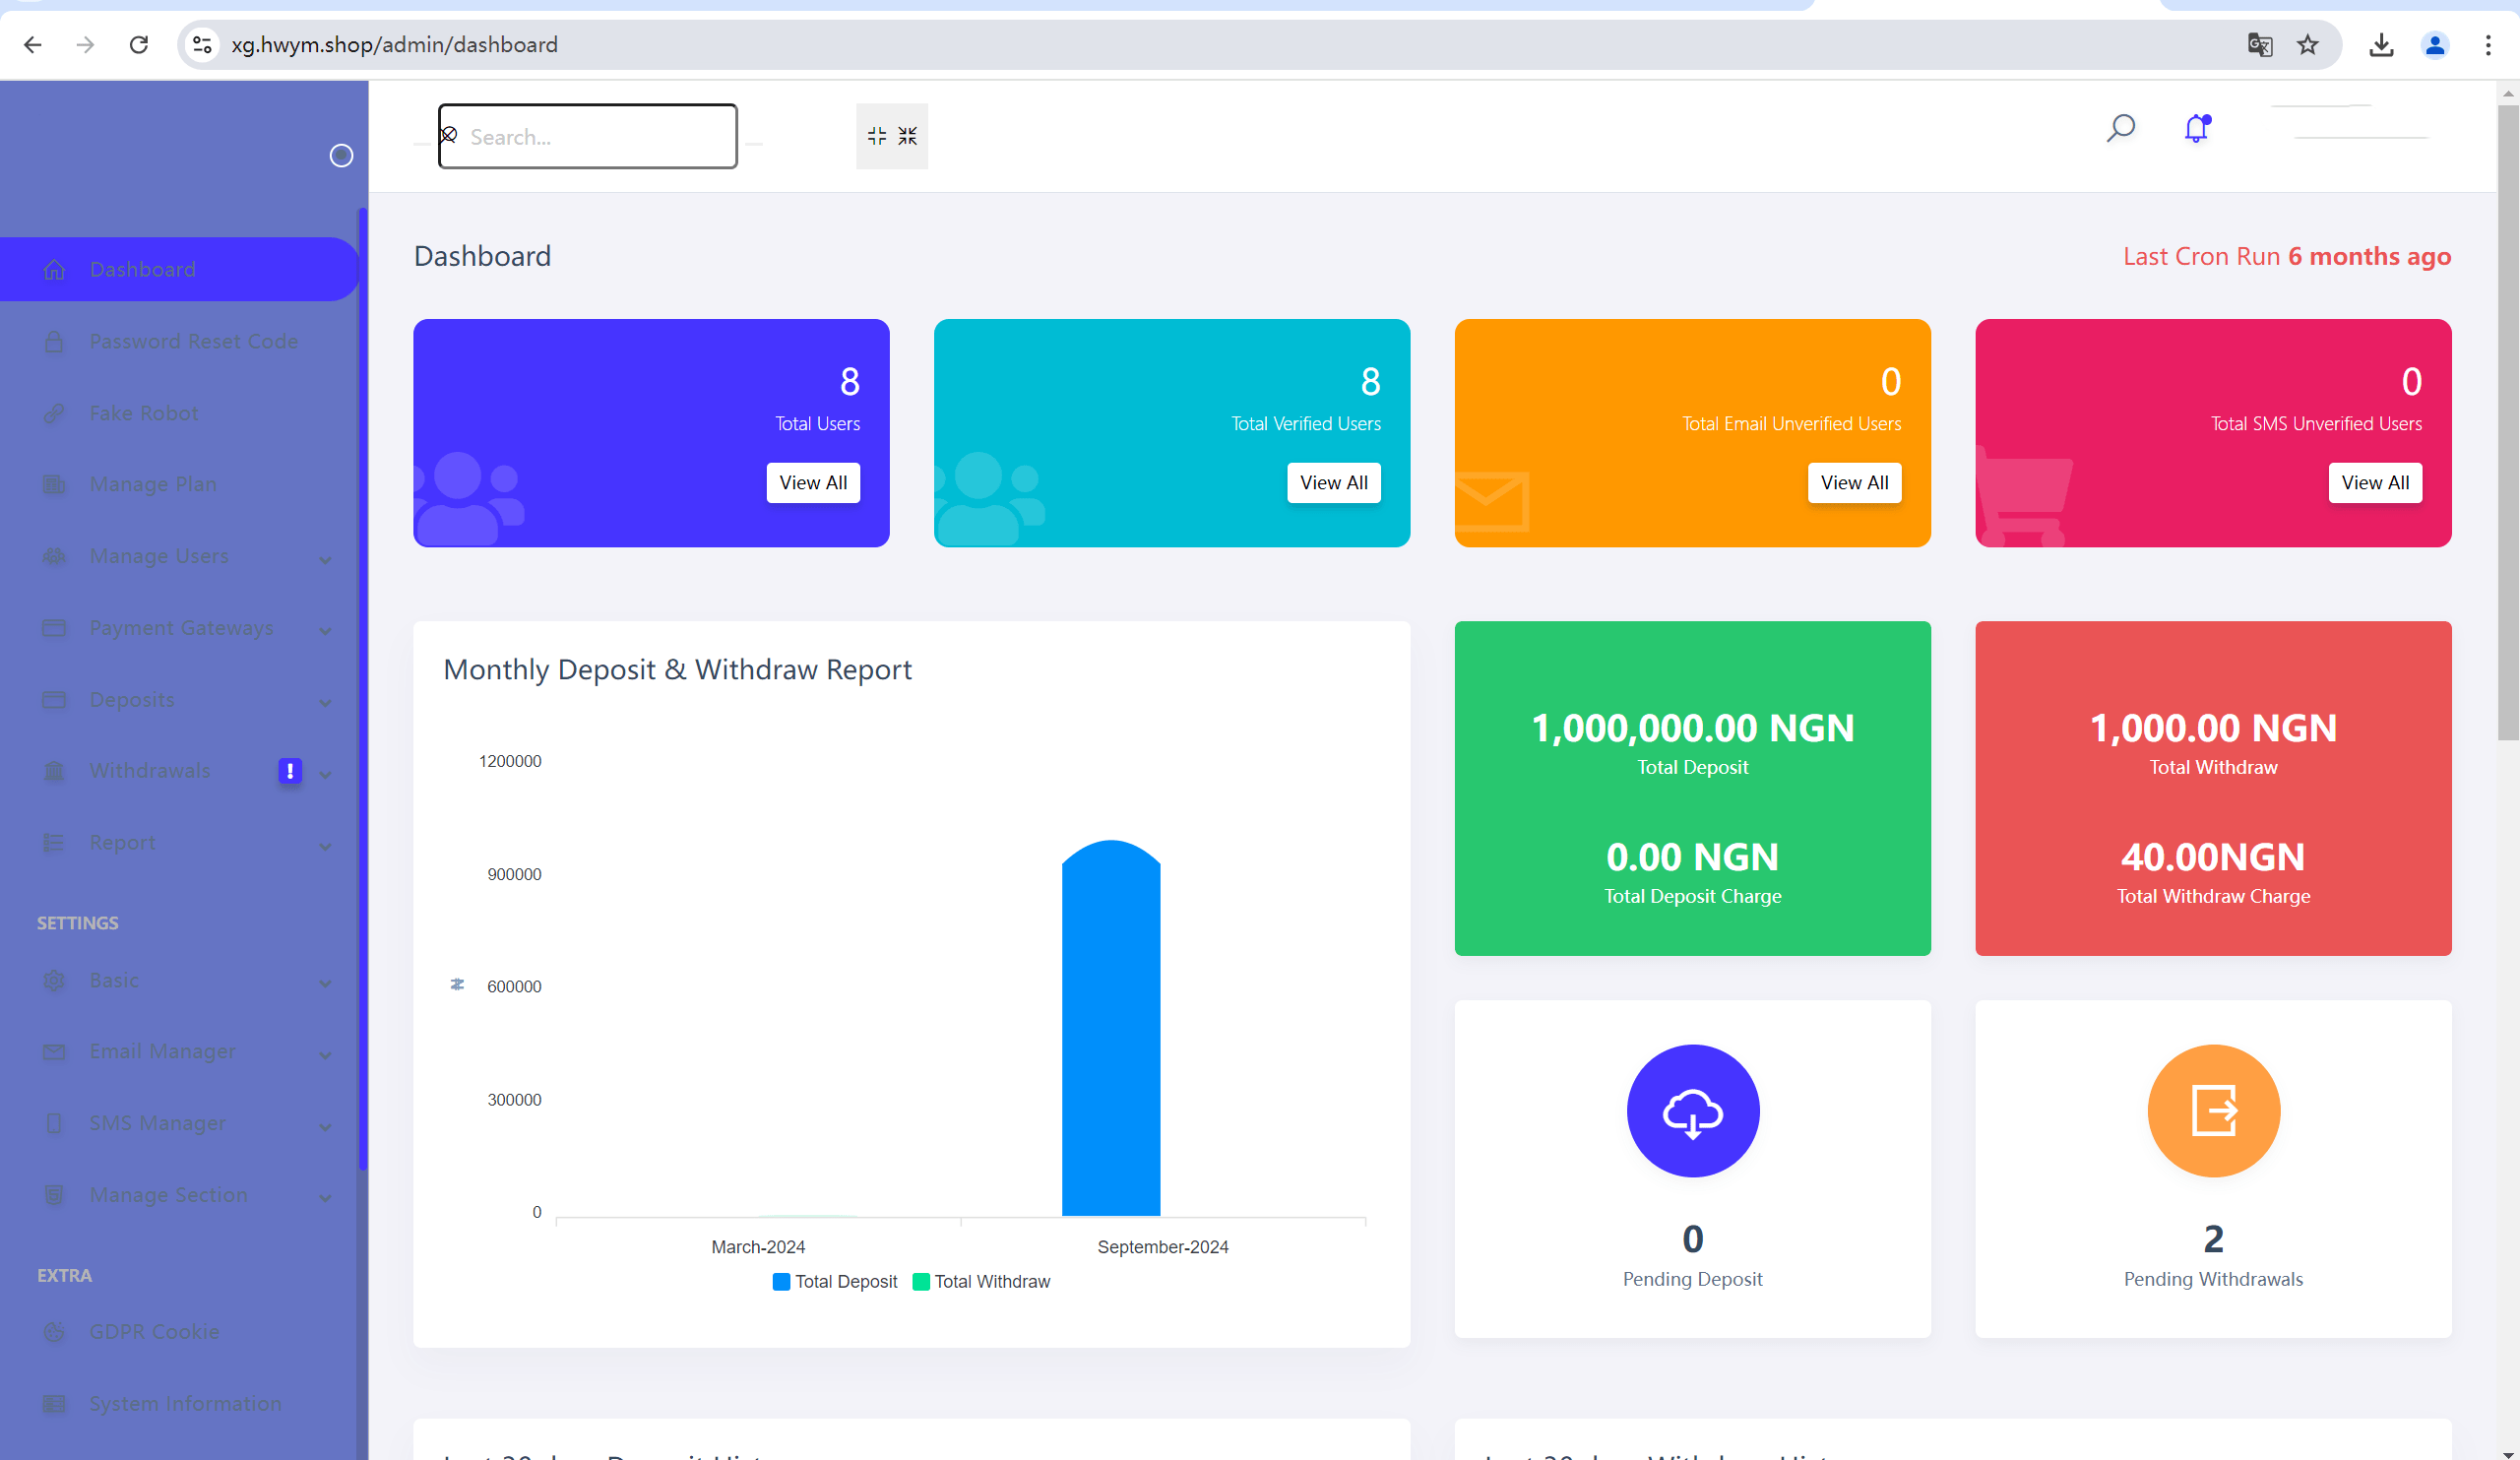 xg.hwym.shop/admin/dashboard
Search...
Dashboard
Password Reset Code
Fake Robot
Manage Plan
Manage Users
Payment Gateways
Deposits
Withdrawals
!
Report
SETTINGS
Basic
Email Manager
SMS Manager
Manage Section
EXTRA
GDPR Cookie
System Information
Dashboard
Last Cron Run 6 months ago
8
Total Users
View All
8
Total Verified Users
View All
0
Total Email Unverified Users
View All
0
Total SMS Unverified Users
View All
Monthly Deposit & Withdraw Report
1200000
900000
600000
300000
0
March-2024
September-2024
Total Deposit
Total Withdraw
1,000,000.00 NGN
Total Deposit
0.00 NGN
Total Deposit Charge
1,000.00 NGN
Total Withdraw
40.00NGN
Total Withdraw Charge
0
Pending Deposit
2
Pending Withdrawals